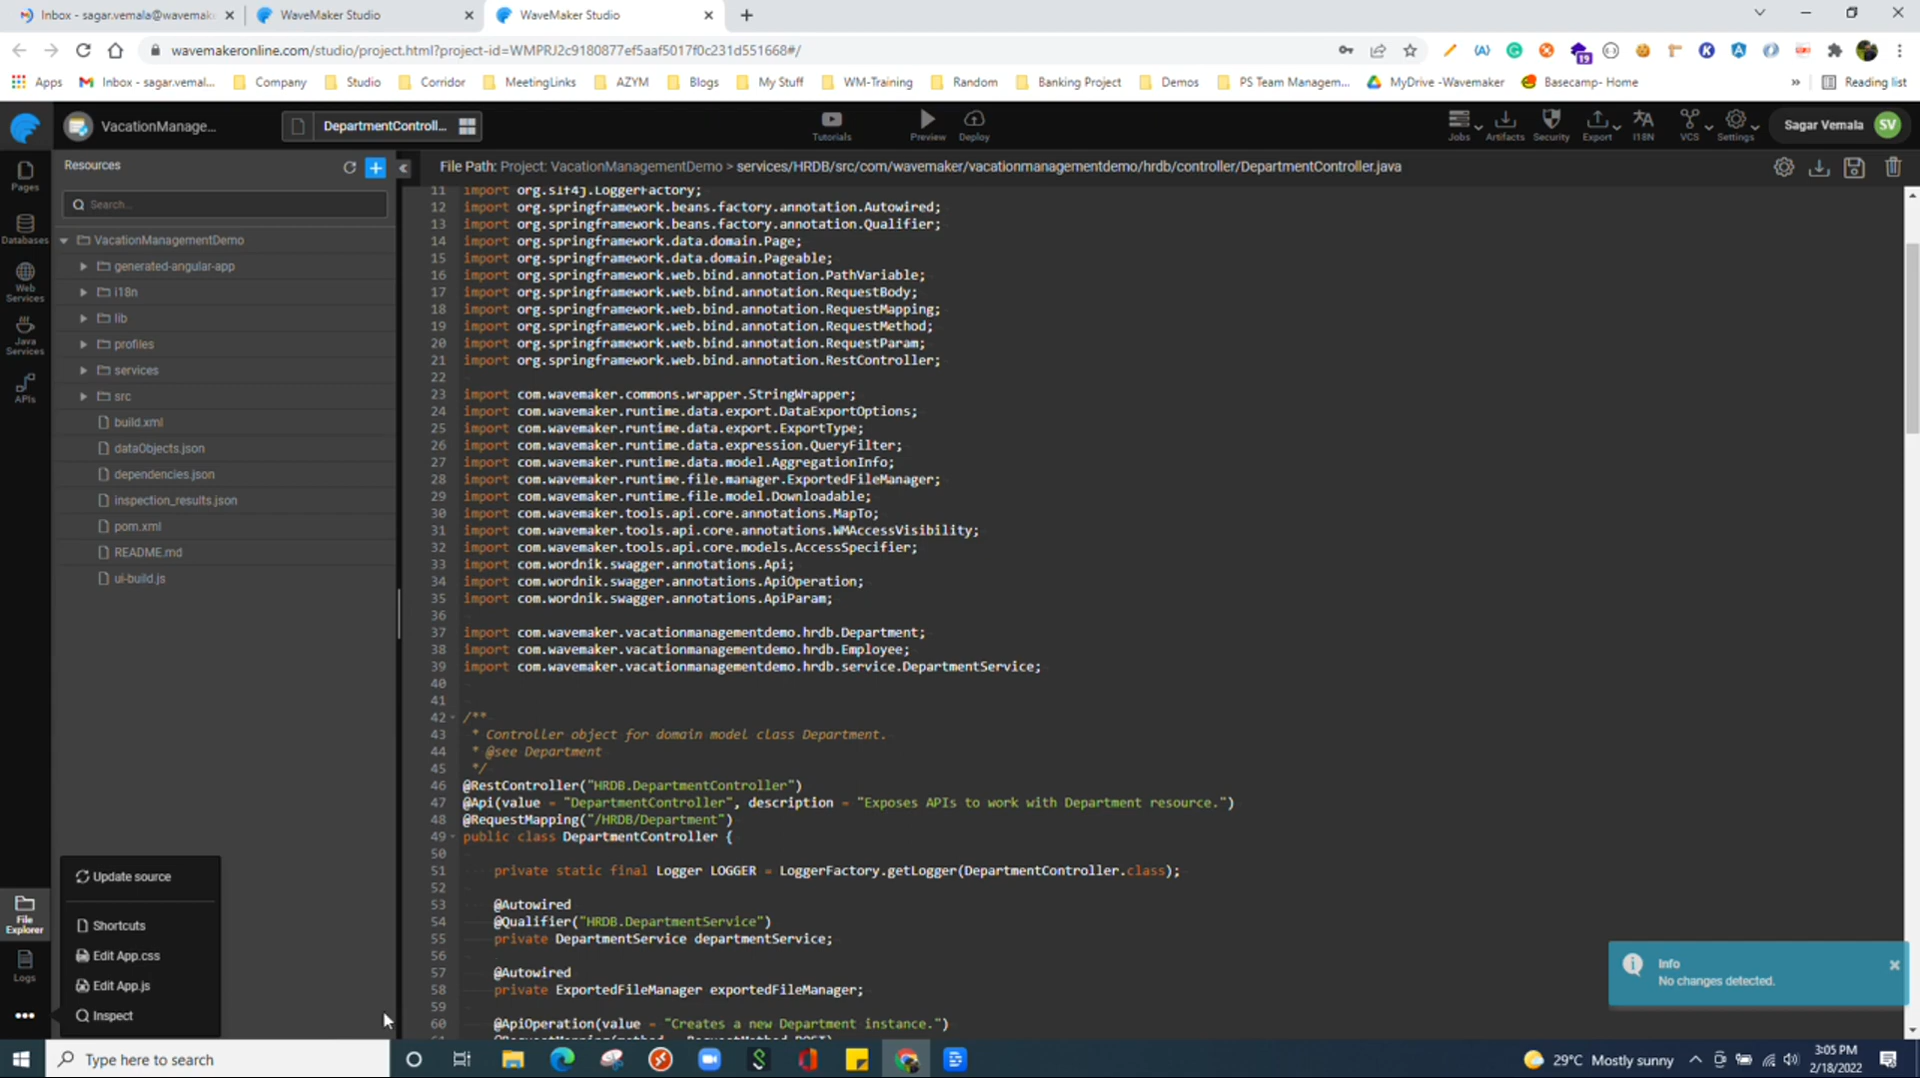 Inbox - sagar.vemala@wavemak
WaveMaker Studio
WaveMaker Studio
wavemakeronline.com/studio/project.html?project-id=WMPRJ2c9180877ef5aaf5017f0c231d551668#/
19
Apps
Inbox - sagar.vemal...
Company
Studio
Corridor
MeetingLinks
AZYM
Blogs
My Stuff
WM-Training
Random
Banking Project
Demos
PS Team Managem...
MyDrive -Wavemaker
Basecamp- Home
»
Reading list
VacationManage...
DepartmentControll...
Tutorials
Preview
Deploy
Jobs
Artifacts
Security
Export
I18N
VCS
Settings
Sagar Vemala
SV
Pages
Databases
Web Services
Java Services
APIs
File Explorer
Logs
Resources
Search...
VacationManagementDemo
generated-angular-app
i18n
lib
profiles
services
src
build.xml
dataObjects.json
dependencies.json
inspection_results.json
pom.xml
README.md
ui-build.js
Update source
Shortcuts
Edit App.css
Edit App.js
Inspect
File Path: Project: VacationManagementDemo > services/HRDB/src/com/wavemaker/vacationmanagementdemo/hrdb/controller/DepartmentController.java
11 import org.slf4j.LoggerFactory;
12 import org.springframework.beans.factory.annotation.Autowired;
13 import org.springframework.beans.factory.annotation.Qualifier;
14 import org.springframework.data.domain.Page;
15 import org.springframework.data.domain.Pageable;
16 import org.springframework.web.bind.annotation.PathVariable;
17 import org.springframework.web.bind.annotation.RequestBody;
18 import org.springframework.web.bind.annotation.RequestMapping;
19 import org.springframework.web.bind.annotation.RequestMethod;
20 import org.springframework.web.bind.annotation.RequestParam;
21 import org.springframework.web.bind.annotation.RestController;
22
23 import com.wavemaker.commons.wrapper.StringWrapper;
24 import com.wavemaker.runtime.data.export.DataExportOptions;
25 import com.wavemaker.runtime.data.export.ExportType;
26 import com.wavemaker.runtime.data.expression.QueryFilter;
27 import com.wavemaker.runtime.data.model.AggregationInfo;
28 import com.wavemaker.runtime.file.manager.ExportedFileManager;
29 import com.wavemaker.runtime.file.model.Downloadable;
30 import com.wavemaker.tools.api.core.annotations.MapTo;
31 import com.wavemaker.tools.api.core.annotations.WMAccessVisibility;
32 import com.wavemaker.tools.api.core.models.AccessSpecifier;
33 import com.wordnik.swagger.annotations.Api;
34 import com.wordnik.swagger.annotations.ApiOperation;
35 import com.wordnik.swagger.annotations.ApiParam;
36
37 import com.wavemaker.vacationmanagementdemo.hrdb.Department;
38 import com.wavemaker.vacationmanagementdemo.hrdb.Employee;
39 import com.wavemaker.vacationmanagementdemo.hrdb.service.DepartmentService;
40
41
42 /**
43 * Controller object for domain model class Department.
44 * @see Department
45 */
46 @RestController("HRDB.DepartmentController")
47 @Api(value = "DepartmentController", description = "Exposes APIs to work with Department resource.")
48 @RequestMapping("/HRDB/Department")
49 public class DepartmentController {
50
51 private static final Logger LOGGER = LoggerFactory.getLogger(DepartmentController.class);
52
53 @Autowired
54 @Qualifier("HRDB.DepartmentService")
55 private DepartmentService departmentService;
56
57 @Autowired
58 private ExportedFileManager exportedFileManager;
59
60 @ApiOperation(value = "Creates a new Department instance.")
Info
No changes detected.
Type here to search
29°C Mostly sunny
3:05 PM
2/18/2022